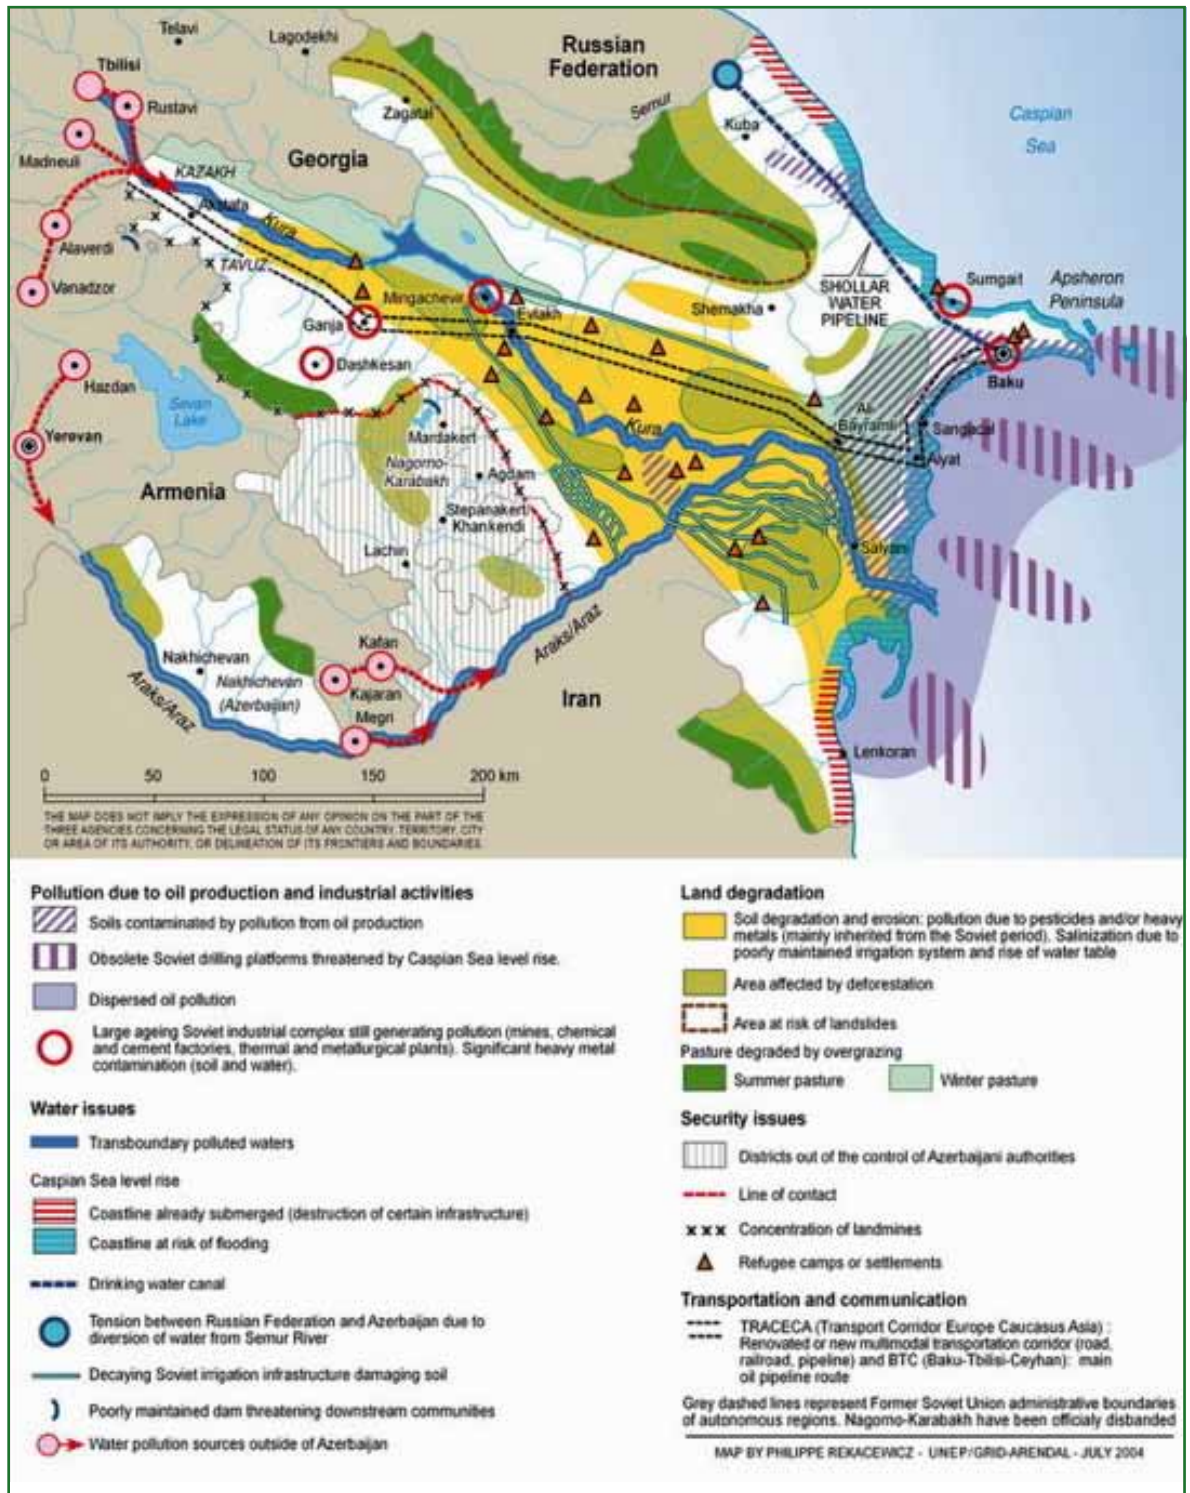 Telavi
Lagodekhi
Russian
Federation
Tbilisi
Rustavi
Zagatal
Semur
Kuba
Caspian
Sea
Madneuli
KAZAKH
Georgia
Akstafa
Kura
Alaverdi
TAVUZ
Vanadzor
Mingachevir
Evlakh
Ganja
Dashkesan
Shemakha
SHOLLAR
WATER
PIPELINE
Sumgait
Apsheron
Peninsula
Baku
Hazdan
Sevan
Lake
Yerevan
Mardakert
Nagorno-
Karabakh
Agdam
Kura
Ali-
Bayramli
Sangacal
Alyat
Armenia
Stepanakert/
Khankendi
Lachin
Salyan
Nakhichevan
Nakhichevan
(Azerbaijan)
Kafan
Kajaran
Megri
Araks/Araz
Araks/Araz
Iran
Lenkoran
0 50 100 150 200 km
THE MAP DOES NOT IMPLY THE EXPRESSION OF ANY OPINION ON THE PART OF THE
THREE AGENCIES CONCERNING THE LEGAL STATUS OF ANY COUNTRY, TERRITORY, CITY
OR AREA OF ITS AUTHORITY, OR DELINEATION OF ITS FRONTIERS AND BOUNDARIES.
Pollution due to oil production and industrial activities
Soils contaminated by pollution from oil production
Obsolete Soviet drilling platforms threatened by Caspian Sea level rise.
Dispersed oil pollution
Large ageing Soviet industrial complex still generating pollution (mines, chemical
and cement factories, thermal and metallurgical plants). Significant heavy metal
contamination (soil and water).
Water issues
Transboundary polluted waters
Caspian Sea level rise
Coastline already submerged (destruction of certain infrastructure)
Coastline at risk of flooding
Drinking water canal
Tension between Russian Federation and Azerbaijan due to
diversion of water from Semur River
Decaying Soviet irrigation infrastructure damaging soil
Poorly maintained dam threatening downstream communities
Water pollution sources outside of Azerbaijan
Land degradation
Soil degradation and erosion: pollution due to pesticides and/or heavy
metals (mainly inherited from the Soviet period). Salinization due to
poorly maintained irrigation system and rise of water table
Area affected by deforestation
Area at risk of landslides
Pasture degraded by overgrazing
Summer pasture Winter pasture
Security issues
Districts out of the control of Azerbaijani authorities
Line of contact
x x x Concentration of landmines
Refugee camps or settlements
Transportation and communication
TRACECA (Transport Corridor Europe Caucasus Asia) :
Renovated or new multimodal transportation corridor (road,
railroad, pipeline) and BTC (Baku-Tbilisi-Ceyhan): main
oil pipeline route
Grey dashed lines represent Former Soviet Union administrative boundaries
of autonomous regions. Nagorno-Karabakh have been officialy disbanded
MAP BY PHILIPPE REKACEWICZ - UNEP/GRID-ARENDAL - JULY 2004